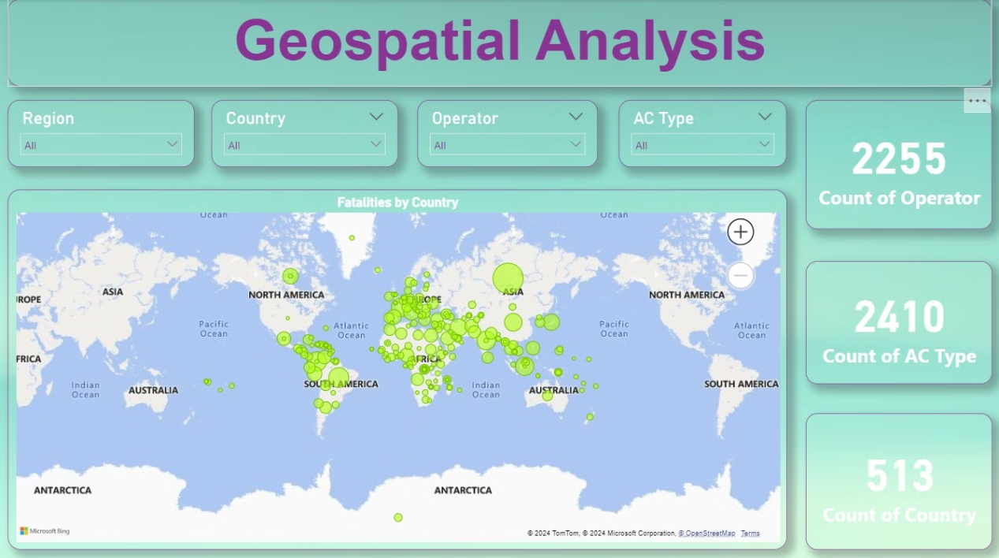 Geospatial Analysis
...
Region
All
Country
All
Operator
All
AC Type
All
2255
Count of Operator
2410
Count of AC Type
513
Count of Country
Fatalities by Country
Ocean
Ocean
ASIA
NORTH AMERICA
EUROPE
ASIA
NORTH AMERICA
UROPE
Pacific
Ocean
Atlantic
Ocean
Pacific
Ocean
Atlantic
Ocean
FRICA
AFRICA
Indian
Ocean
AUSTRALIA
SOUTH AMERICA
Indian
Ocean
AUSTRALIA
SOUTH AMERICA
ANTARCTICA
ANTARCTICA
Microsoft Bing
© 2024 TomTom, © 2024 Microsoft Corporation, © OpenStreetMap Terms